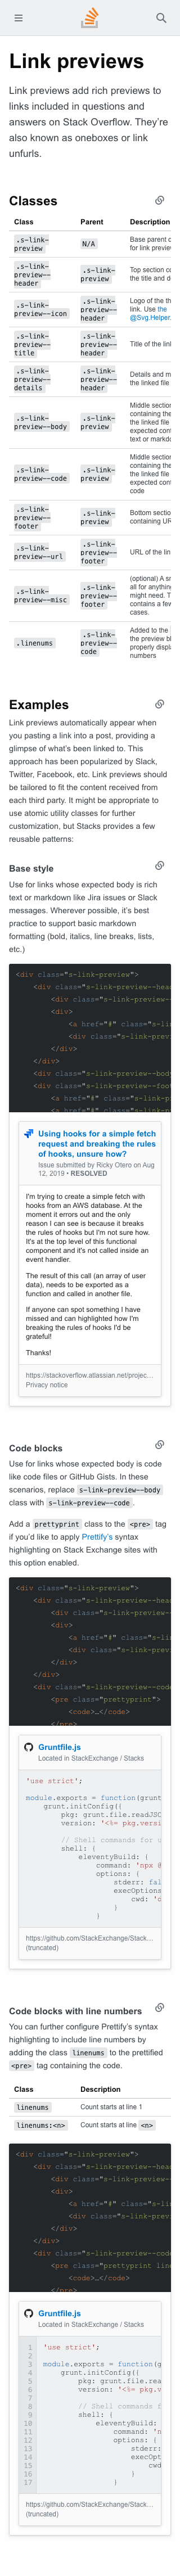 Link previews
Link previews add rich previews to
links included in questions and
answers on Stack Overflow. They're
also known as oneboxes or link
unfurls.
Classes
Class Parent Description
.s-link-preview N/A Base parent for link
.s-link-preview--header .s-link-preview Top section the title and
.s-link-preview--icon .s-link-preview--header Logo of the link. Use the @Svg.Helper.
.s-link-preview--title .s-link-preview--header Title of the
.s-link-preview--details .s-link-preview--header Details and the linked file
.s-link-preview--body .s-link-preview Middle section containing the the linked file expected text or
.s-link-preview--code .s-link-preview Middle section containing the the linked file expected code
.s-link-preview--footer .s-link-preview Bottom containing
.s-link-preview--url .s-link-preview--footer URL of the
.s-link-preview--misc .s-link-preview--footer (optional) A all for might need. contains a few cases.
.linenums .s-link-preview--code Added to the the preview properly numbers
Examples
Link previews automatically appear when
you pasting a link into a post, providing a
glimpse of what's been linked to. This
approach has been popularized by Slack,
Twitter, Facebook, etc. Link previews should
be tailored to fit the content received from
each third party. It might be appropriate to
use atomic utility classes for further
customization, but Stacks provides a few
reusable patterns:
Base style
Use for links whose expected body is rich
text or markdown like Jira issues or Slack
messages. Wherever possible, it's best
practice to support basic markdown
formatting (bold, italics, line breaks, lists,
etc.)
<div class="s-link-preview">
<div class="s-link-preview--head
<div class="s-link-preview--
<div>
<a href="#" class="s-lin
<div class="s-link-prev
</div>
</div>
<div class="s-link-preview--body
<div class="s-link-preview--foo
<a href="#" class="s-link-p
<a href="#" class="s-link-p
Using hooks for a simple fetch
request and breaking the rules
of hooks, unsure how?
Issue submitted by Ricky Otero on Aug
12, 2019 • RESOLVED
I'm trying to create a simple fetch with
hooks from an AWS database. At the
moment it errors out and the only
reason I can see is because it breaks
the rules of hooks but I'm not sure how.
It's at the top level of this functional
component and it's not called inside an
event handler.
The result of this call (an array of user
data), needs to be exported as a
function and called in another file.
If anyone can spot something I have
missed and can highlighted how I'm
breaking the rules of hooks I'd be
grateful!
Thanks!
https://stackoverflow.atlassian.net/projec...
Privacy notice
Code blocks
Use for links whose expected body is code
like code files or GitHub Gists. In these
scenarios, replace s-link-preview--body
class with s-link-preview--code.
Add a prettyprint class to the <pre> tag
if you'd like to apply Prettify's syntax
highlighting on Stack Exchange sites with
this option enabled.
<div class="s-link-preview">
<div class="s-link-preview--head
<div class="s-link-preview--
<div>
<a href="#" class="s-lin
<div class="s-link-prev
</div>
</div>
<div class="s-link-preview--code
<pre class="prettyprint">
<code>…</code>
</pre>
Gruntfile.js
Located in StackExchange / Stacks
'use strict';
module.exports = function(grunt
grunt.initConfig({
pkg: grunt.file.readJSO
version: '<%= pkg.versi
// Shell commands for u
shell: {
eleventyBuild: {
command: 'npx @
options: {
stderr: fal
execOptions
cwd: 'd
}
}
https://github.com/StackExchange/Stack...
(truncated)
Code blocks with line numbers
You can further configure Prettify's syntax
highlighting to include line numbers by
adding the class linenums to the prettified
<pre> tag containing the code.
Class Description
linenums Count starts at line 1
linenums:<n> Count starts at line <n>
<div class="s-link-preview">
<div class="s-link-preview--head
<div class="s-link-preview--
<div>
<a href="#" class="s-lin
<div class="s-link-prev
</div>
</div>
<div class="s-link-preview--code
<pre class="prettyprint line
<code>…</code>
</pre>
Gruntfile.js
Located in StackExchange / Stacks
1 'use strict';
2
3 module.exports = function(g
4 grunt.initConfig({
5 pkg: grunt.file.rea
6 version: '<%= pkg.v
7
8 // Shell commands f
9 shell: {
10 eleventyBuild:
11 command: 'n
12 options: {
13 stderr:
14 execOpt
15 cwd
16 }
17 }
https://github.com/StackExchange/Stack...
(truncated)